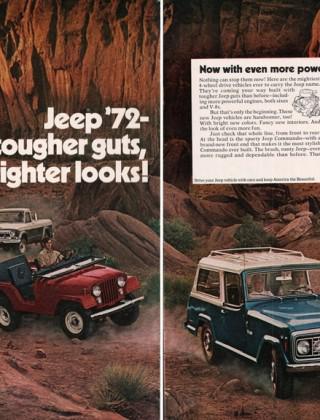 Jeep '72-
tougher guts,
ighter looks!
Now with even more powe
Nothing can stop them now! Here are the mightiest
4-wheel drive vehicles ever to carry the Jeep name.
They're coming your way built with
tougher Jeep guts than before—includ-
ing more powerful engines, both sixes
and V-8s.
But that's only the beginning. These
new Jeep vehicles are handsomer, too!
With bright new colors. Fancy new interiors. And
the look of even more fun.
Just check that whole line, from front to rear
At the head is the sporty Jeep Commando—with a
brand-new front end that makes it the most stylish
Commando ever built. The brash, rusty Jeep—ever
more rugged and dependable than before. That
Drive your Jeep vehicle with care and keep America the Beautiful.